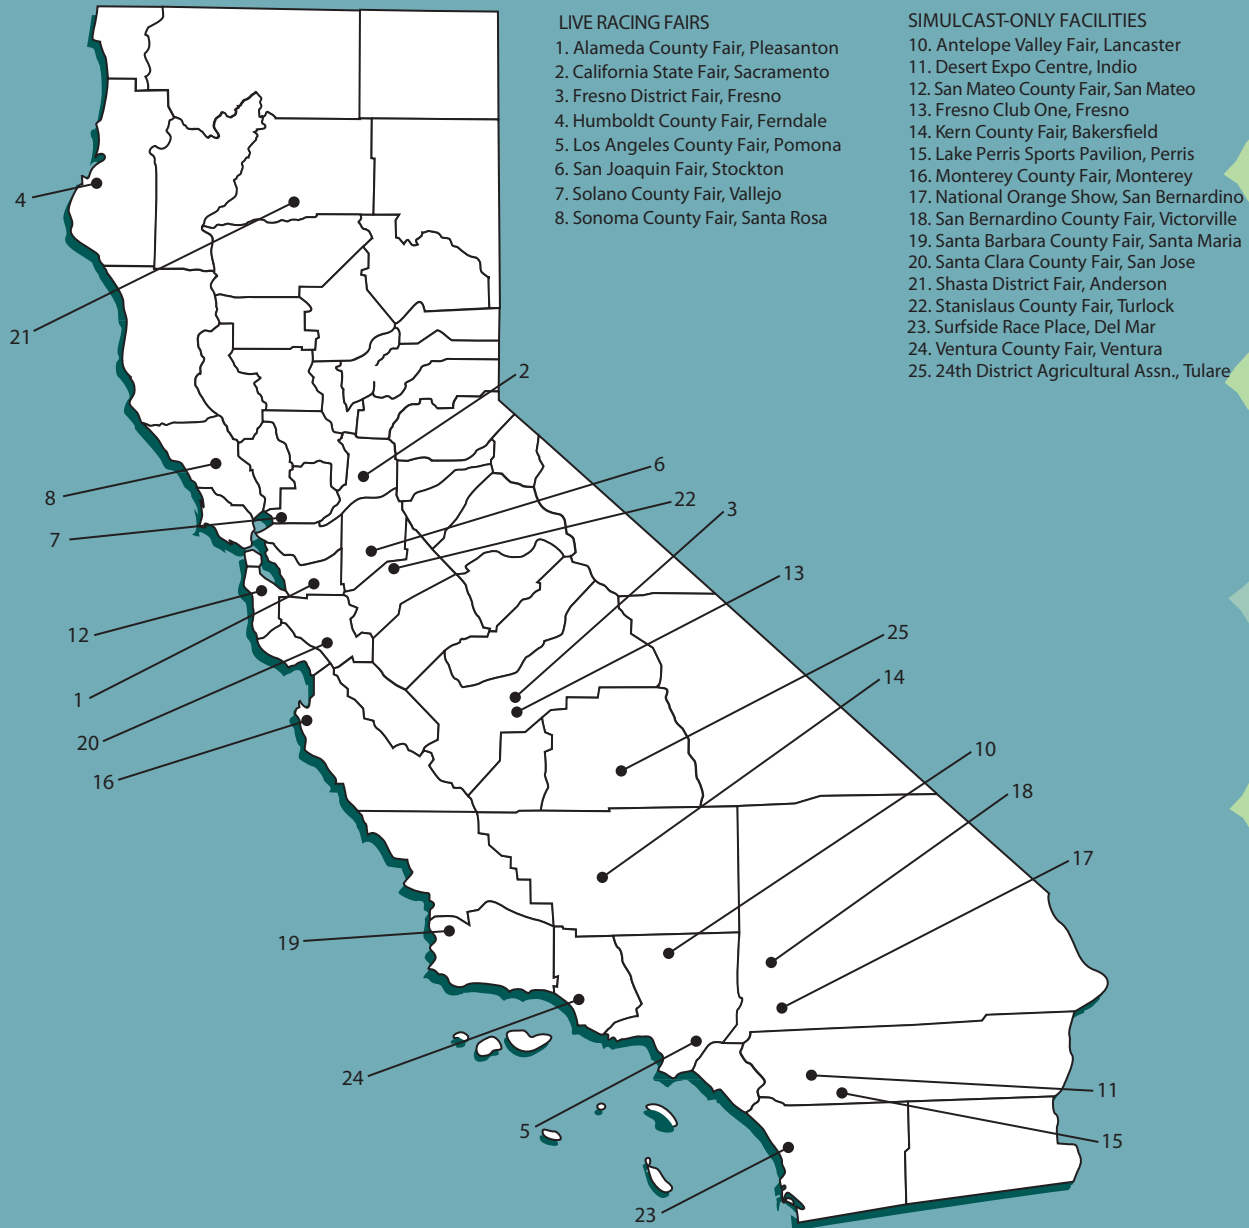 LIVE RACING FAIRS
1. Alameda County Fair, Pleasanton
2. California State Fair, Sacramento
3. Fresno District Fair, Fresno
4. Humboldt County Fair, Ferndale
5. Los Angeles County Fair, Pomona
6. San Joaquin Fair, Stockton
7. Solano County Fair, Vallejo
8. Sonoma County Fair, Santa Rosa
SIMULCAST-ONLY FACILITIES
10. Antelope Valley Fair, Lancaster
11. Desert Expo Centre, Indio
12. San Mateo County Fair, San Mateo
13. Fresno Club One, Fresno
14. Kern County Fair, Bakersfield
15. Lake Perris Sports Pavilion, Perris
16. Monterey County Fair, Monterey
17. National Orange Show, San Bernardino
18. San Bernardino County Fair, Victorville
19. Santa Barbara County Fair, Santa Maria
20. Santa Clara County Fair, San Jose
21. Shasta District Fair, Anderson
22. Stanislaus County Fair, Turlock
23. Surfside Race Place, Del Mar
24. Ventura County Fair, Ventura
25. 24th District Agricultural Assn., Tulare
4
21
2
6
8
22
3
7
13
12
25
14
1
20
10
16
18
17
19
24
11
5
15
23